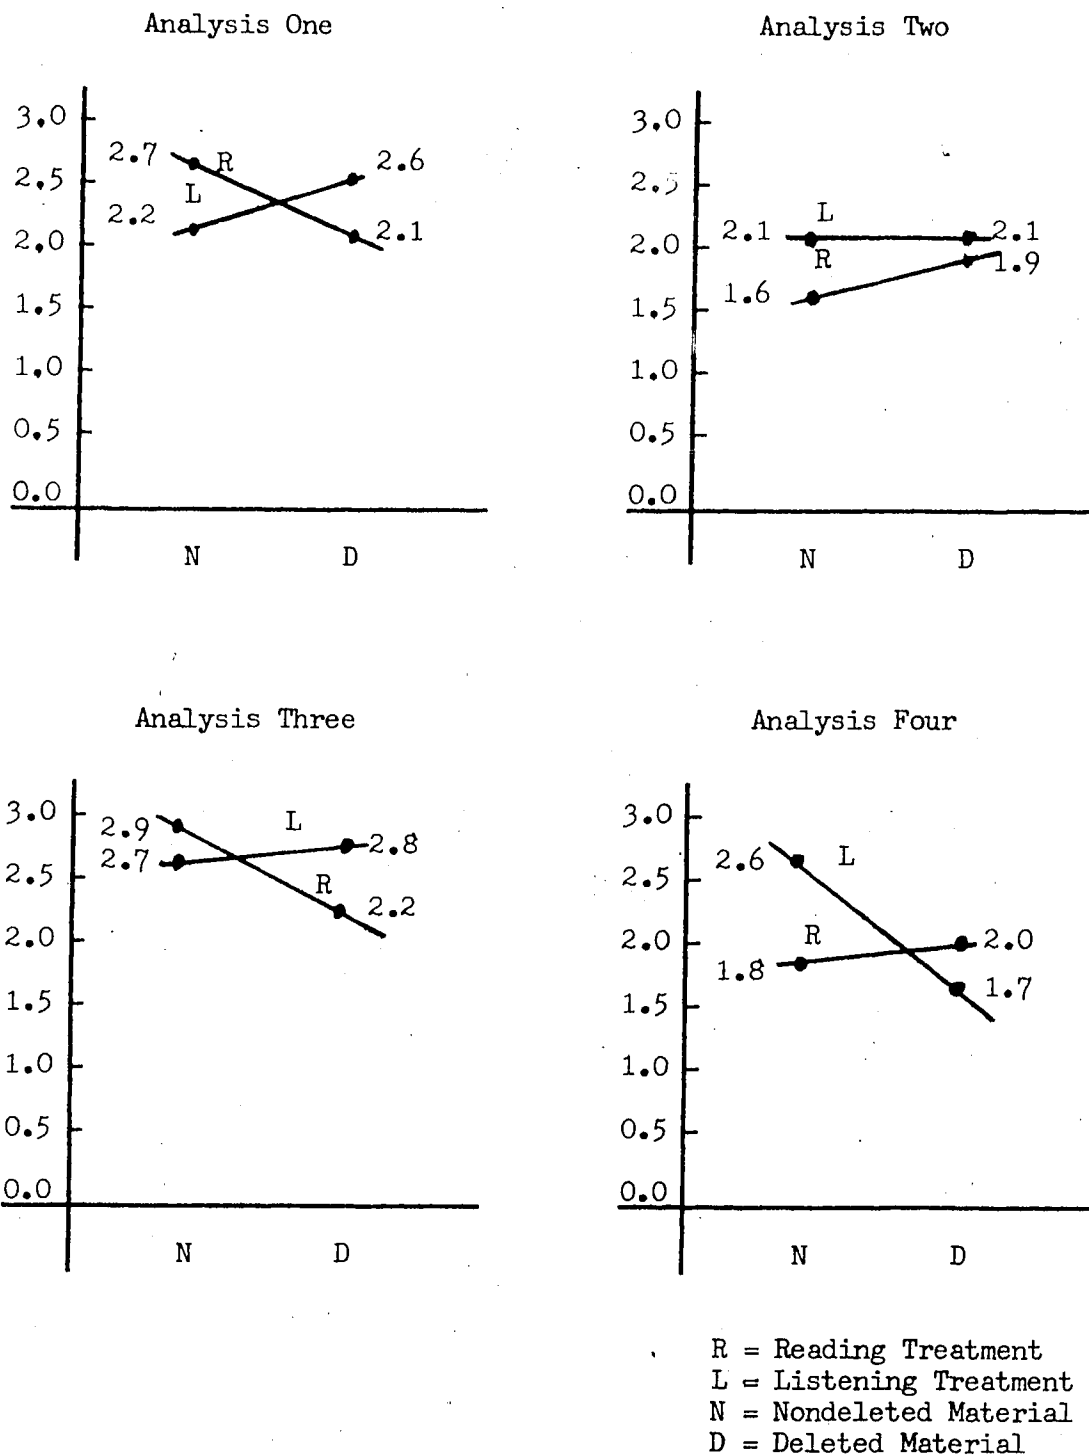 Analysis One
3.0
2.7 R 2.6
2.5
L
2.2
2.0 2.1
1.5
1.0
0.5
0.0
N D
Analysis Two
3.0
2.5
L
2.1 2.1
2.0
R 1.9
1.6
1.5
1.0
0.5
0.0
N D
Analysis Three
3.0
2.9 L
2.7 2.8
2.5
R 2.2
2.0
1.5
1.0
0.5
0.0
N D
Analysis Four
3.0
2.6 L
2.5
R 2.0
2.0
1.8 1.7
1.5
1.0
0.5
0.0
N D
R = Reading Treatment
L = Listening Treatment
N = Nondeleted Material
D = Deleted Material